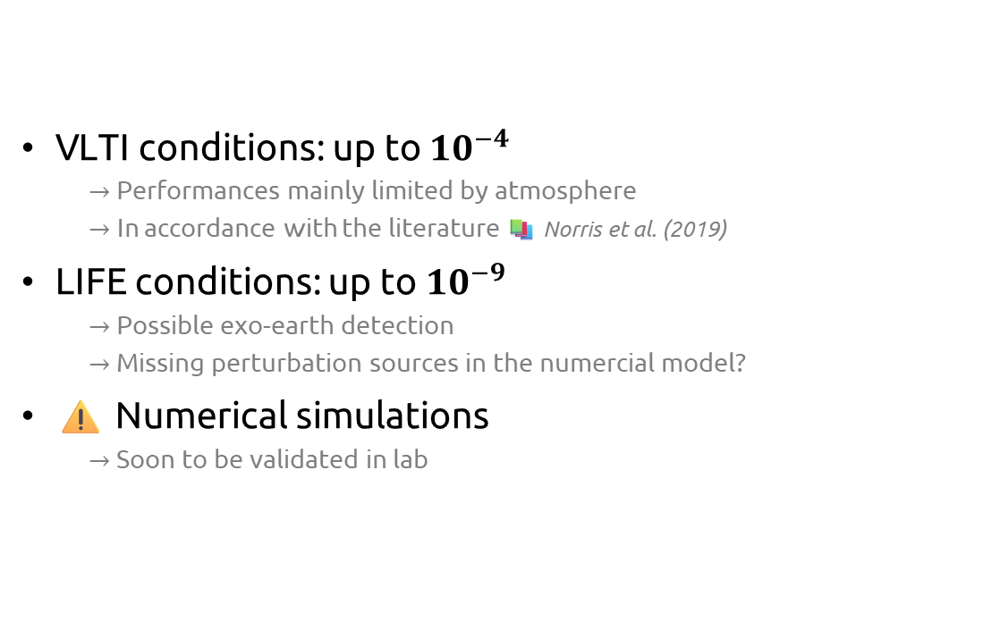 • VLTI conditions: up to 10⁻⁴
→ Performances mainly limited by atmosphere
→ In accordance with the literature 📚 Norris et al. (2019)
• LIFE conditions: up to 10⁻⁹
→ Possible exo-earth detection
→ Missing perturbation sources in the numercial model?
• ⚠️ Numerical simulations
→ Soon to be validated in lab